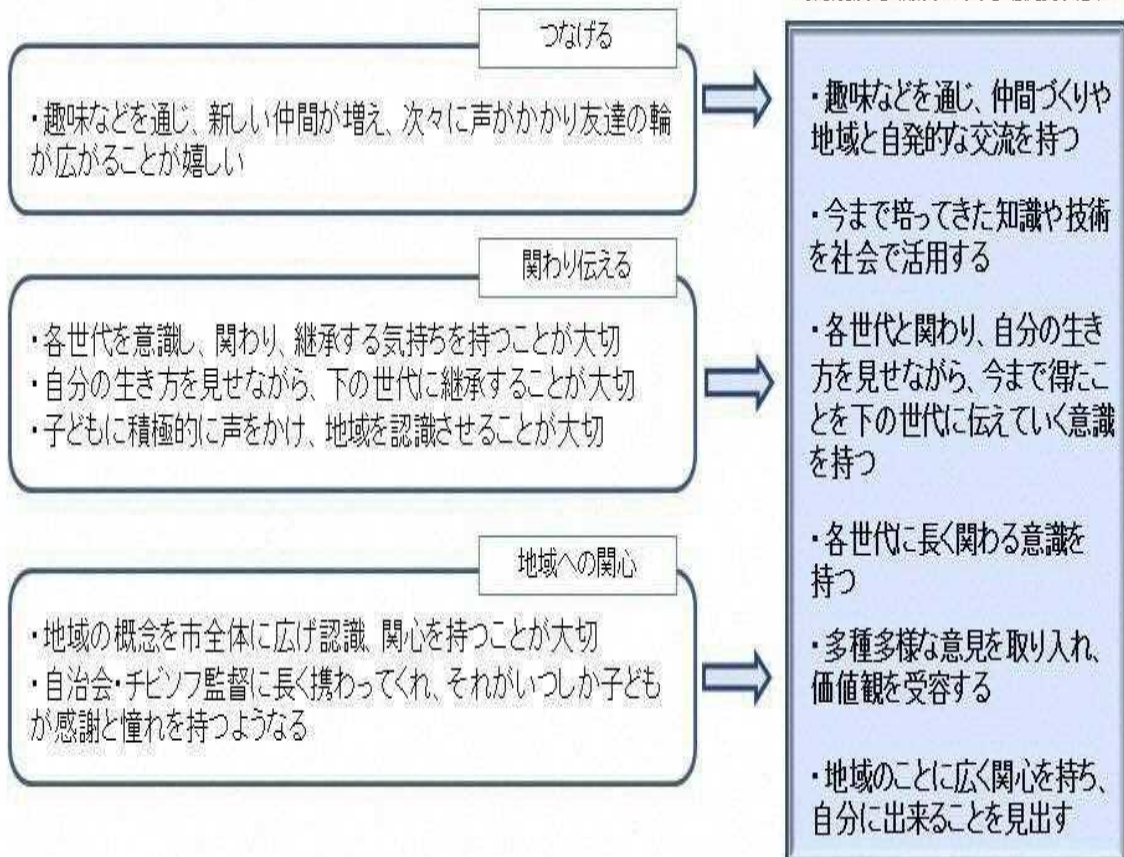 つなげる
・趣味などを通じ、新しい仲間が増え、次々に声がかかり友達の輪
が広がることが嬉しい
関わり伝える
・各世代を意識し、関わり、継承する気持ちを持つことが大切
・自分の生き方を見せながら、下の世代に継承することが大切
・子どもに積極的に声をかけ、地域を認識させることが大切
地域への関心
・地域の概念を市全体に広げ認識、関心を持つことが大切
・自治会・チビソフ監督に長く携わってくれ、それがいつしか子ども
が感謝と憧れを持つようなる
・趣味などを通じ、仲間づくりや
地域と自発的な交流を持つ
・今まで培ってきた知識や技術
を社会で活用する
・各世代と関わり、自分の生き
方を見せながら、今まで得たこ
とを下の世代に伝えていく意識
を持つ
・各世代に長く関わる意識を
持つ
・多種多様な意見を取り入れ、
価値観を受容する
・地域のことに広く関心を持ち、
自分に出来ることを見出す